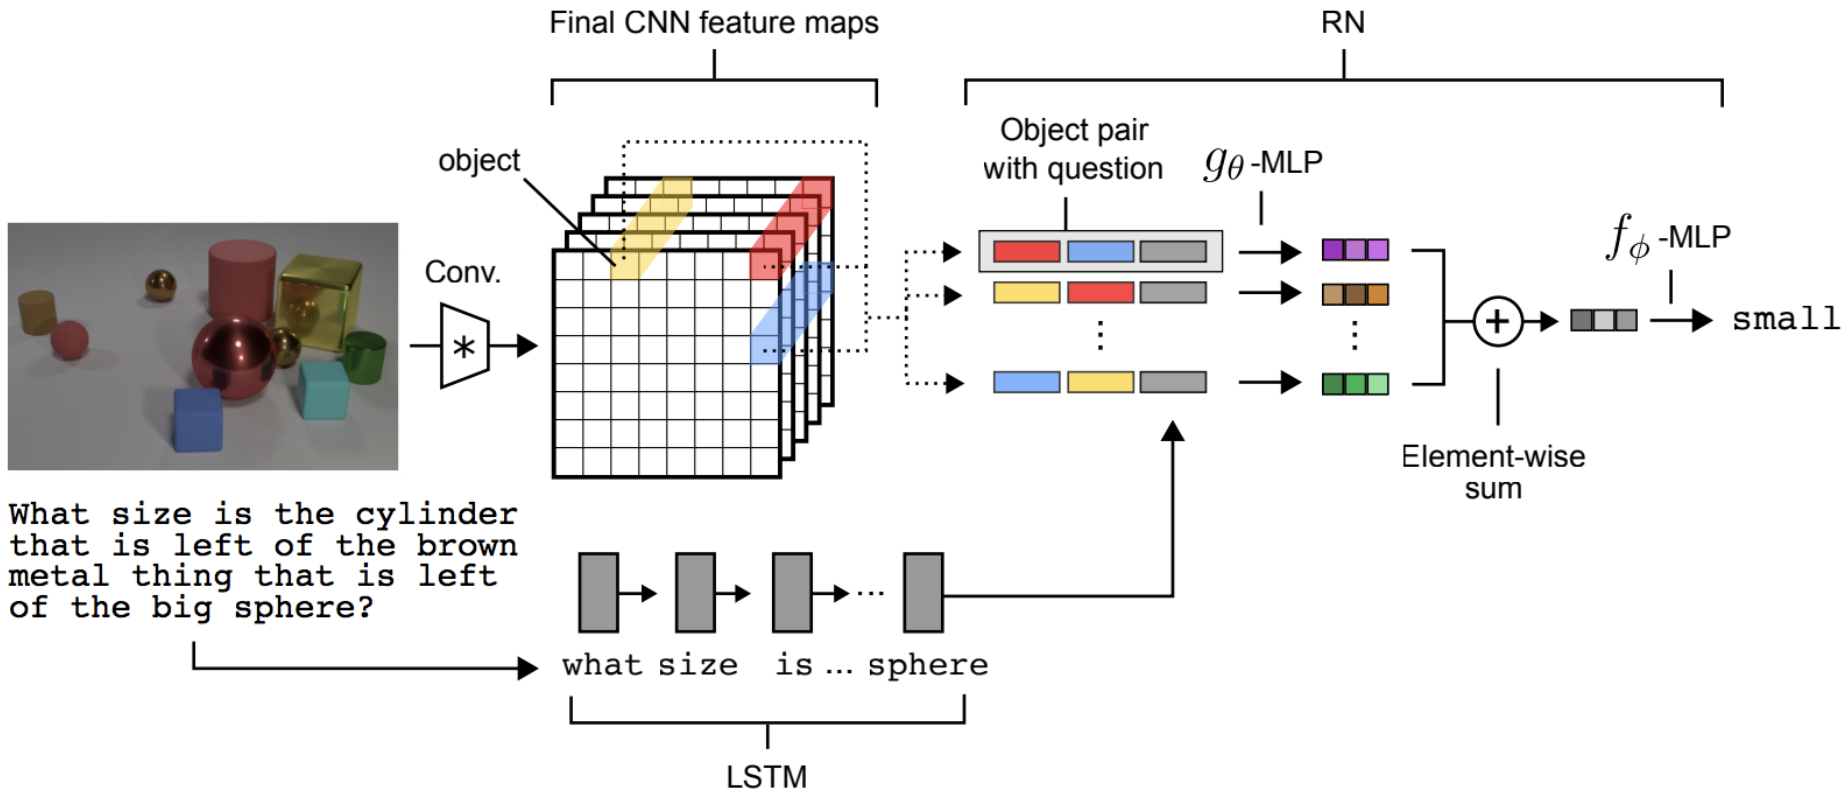 Final CNN feature maps
RN
object
Object pair
with question
gθ -MLP
fϕ -MLP
Conv.
*
+
small
Element-wise
sum
What size is the cylinder
that is left of the brown
metal thing that is left
of the big sphere?
...
what size is ... sphere
LSTM